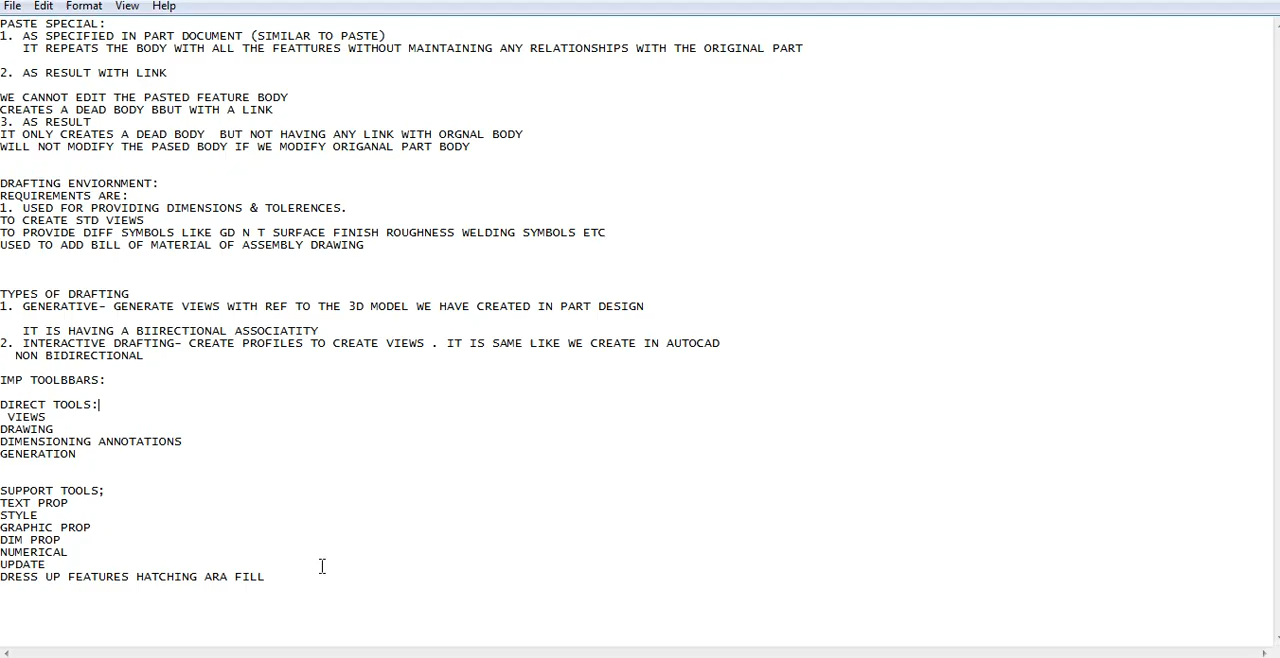 File Edit Format View Help
PASTE SPECIAL:
1. AS SPECIFIED IN PART DOCUMENT (SIMILAR TO PASTE)
IT REPEATS THE BODY WITH ALL THE FEATTURES WITHOUT MAINTAINING ANY RELATIONSHIPS WITH THE ORIGINAL PART
2. AS RESULT WITH LINK
WE CANNOT EDIT THE PASTED FEATURE BODY
CREATES A DEAD BODY BBUT WITH A LINK
3. AS RESULT
IT ONLY CREATES A DEAD BODY  BUT NOT HAVING ANY LINK WITH ORGNAL BODY
WILL NOT MODIFY THE PASED BODY IF WE MODIFY ORIGANAL PART BODY
DRAFTING ENVIORNMENT:
REQUIREMENTS ARE:
1. USED FOR PROVIDING DIMENSIONS & TOLERENCES.
TO CREATE STD VIEWS
TO PROVIDE DIFF SYMBOLS LIKE GD N T SURFACE FINISH ROUGHNESS WELDING SYMBOLS ETC
USED TO ADD BILL OF MATERIAL OF ASSEMBLY DRAWING
TYPES OF DRAFTING
1. GENERATIVE- GENERATE VIEWS WITH REF TO THE 3D MODEL WE HAVE CREATED IN PART DESIGN
IT IS HAVING A BIIRECTIONAL ASSOCIATITY
2. INTERACTIVE DRAFTING- CREATE PROFILES TO CREATE VIEWS . IT IS SAME LIKE WE CREATE IN AUTOCAD
NON BIDIRECTIONAL
IMP TOOLBBARS:
DIRECT TOOLS:
VIEWS
DRAWING
DIMENSIONING ANNOTATIONS
GENERATION
SUPPORT TOOLS;
TEXT PROP
STYLE
GRAPHIC PROP
DIM PROP
NUMERICAL
UPDATE
DRESS UP FEATURES HATCHING ARA FILL